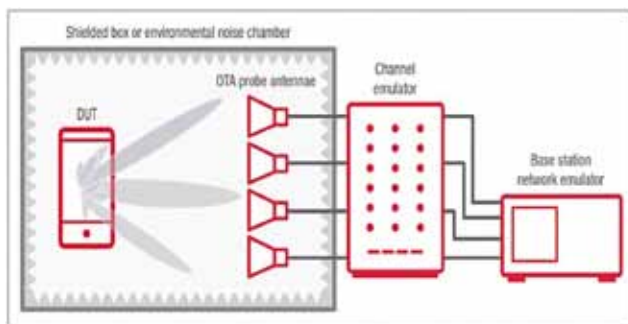 Shielded box or environmental noise chamber
OTA probe antennae
DUT
Channel
emulator
Base station
network emulator